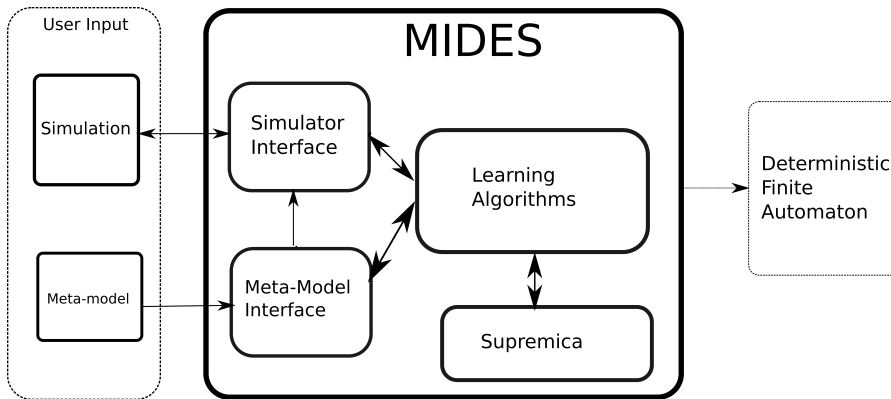 User Input
MIDES
Simulation
Simulator
Interface
Learning
Algorithms
Deterministic
Finite
Automaton
Meta-model
Meta-Model
Interface
Supremica